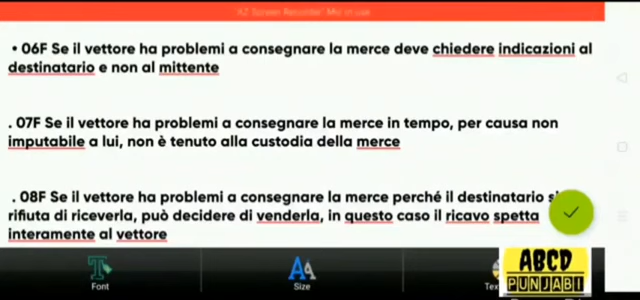 "AZ Screen Recorder" Mic in use
• 06F Se il vettore ha problemi a consegnare la merce deve chiedere indicazioni al
destinatario e non al mittente
. 07F Se il vettore ha problemi a consegnare la merce in tempo, per causa non
imputabile a lui, non è tenuto alla custodia della merce
. 08F Se il vettore ha problemi a consegnare la merce perché il destinatario
rifiuta di riceverla, può decidere di venderla, in questo caso il ricavo spetta
interamente al vettore
Font
Size
ABCD
PUNJABI